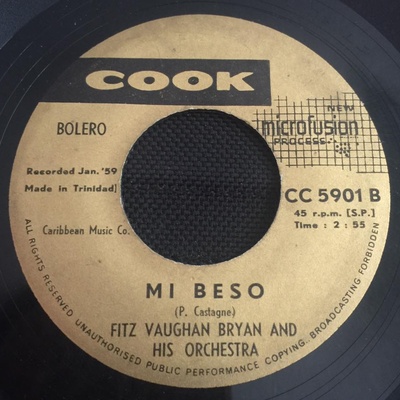 COOK
BOLERO
NEW
microfusion
PROCESS
Recorded Jan. '59
Made in Trinidad
CC 5901 B
45 r.p.m. [S.P.]
Time : 2 : 55
Caribbean Music Co.
MI BESO
(P. Castagne)
FITZ VAUGHAN BRYAN AND
HIS ORCHESTRA
ALL RIGHTS RESERVED UNAUTHORISED PUBLIC PERFORMANCE COPYING, BROADCASTING FORBIDDEN